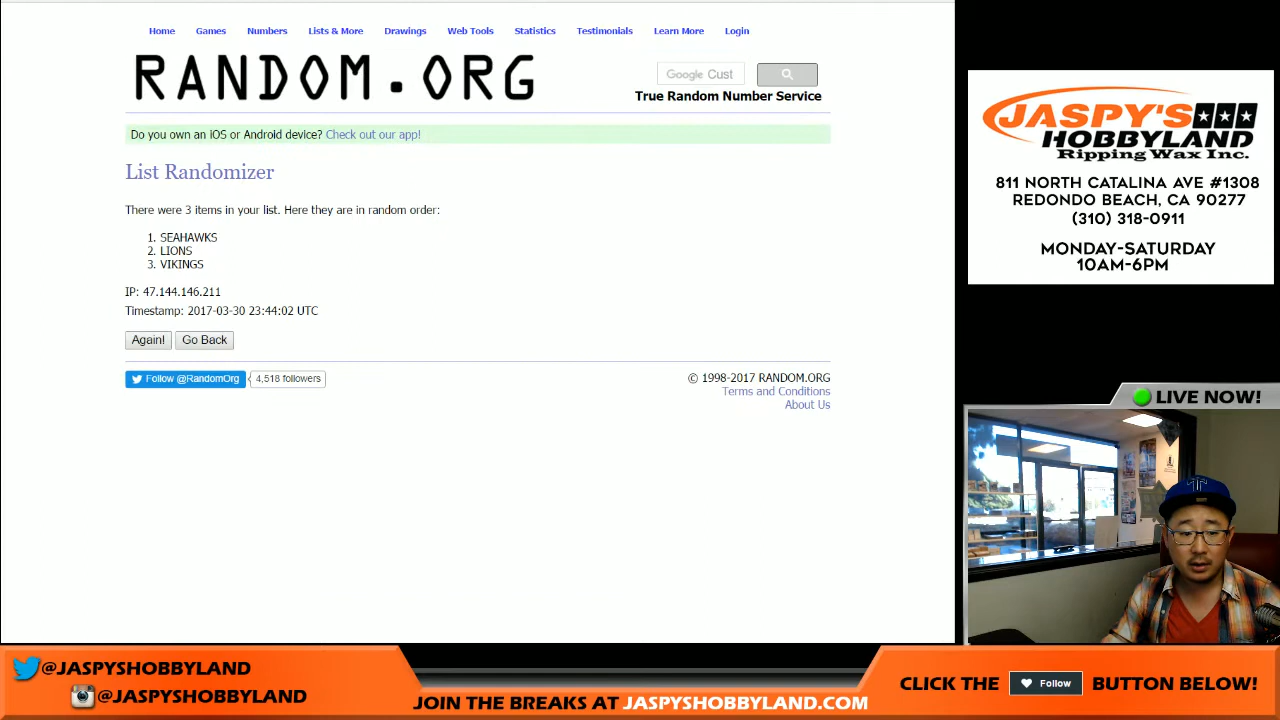 Home Games Numbers Lists & More Drawings Web Tools Statistics Testimonials Learn More Login
RANDOM.ORG
Google Cust
True Random Number Service
Do you own an iOS or Android device? Check out our app!
List Randomizer
There were 3 items in your list. Here they are in random order:
1. SEAHAWKS
2. LIONS
3. VIKINGS
IP: 47.144.146.211
Timestamp: 2017-03-30 23:44:02 UTC
Again! Go Back
Follow @RandomOrg 4,518 followers
© 1998-2017 RANDOM.ORG
Terms and Conditions
About Us
JASPY'S
HOBBYLAND
Ripping Wax Inc.
811 NORTH CATALINA AVE #1308
REDONDO BEACH, CA 90277
(310) 318-0911
MONDAY-SATURDAY
10AM-6PM
LIVE NOW!
@JASPYSHOBBYLAND
@JASPYSHOBBYLAND
JOIN THE BREAKS AT JASPYSHOBBYLAND.COM
CLICK THE Follow BUTTON BELOW!